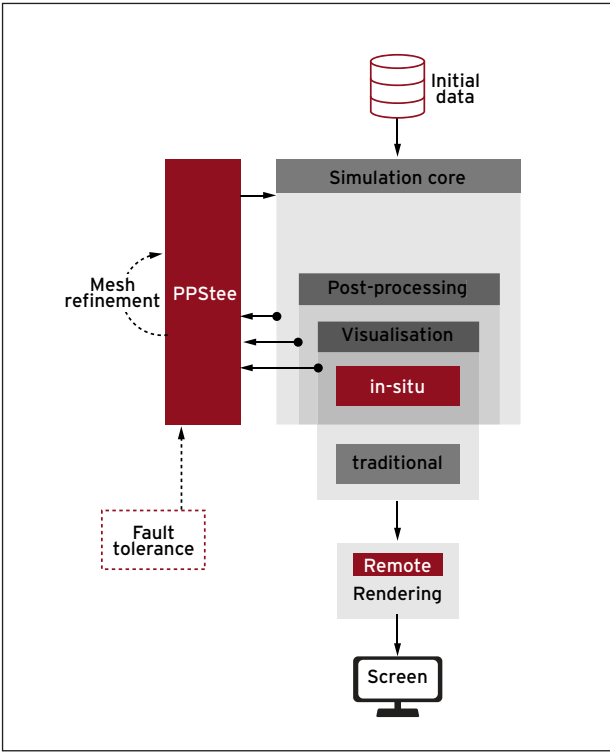 Initial
data
Simulation core
Post-processing
Mesh
refinement
PPStee
Visualisation
in-situ
traditional
Fault
tolerance
Remote
Rendering
Screen